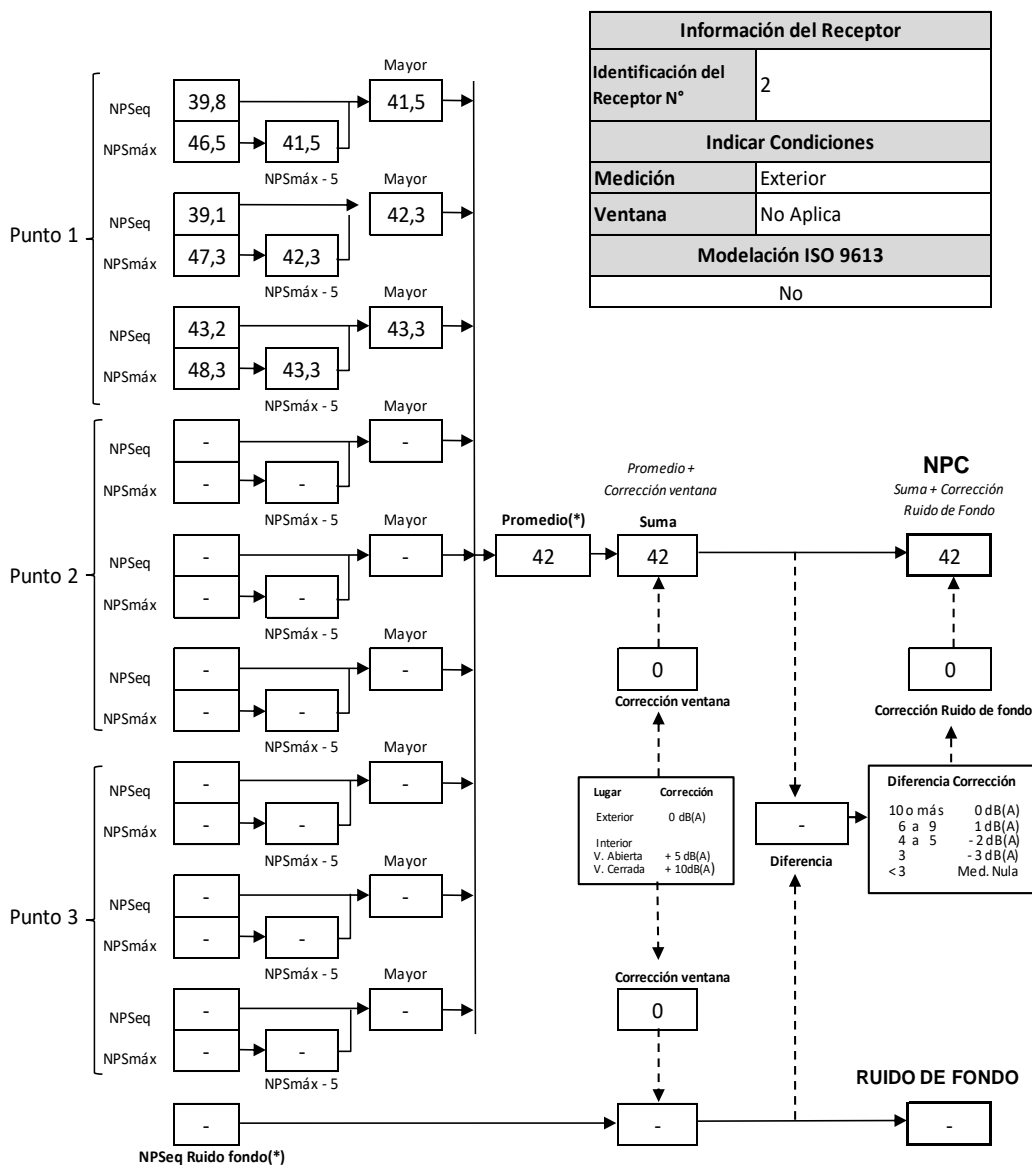 Información del Receptor
Identificación del
Receptor N°
2
Indicar Condiciones
Medición
Exterior
Ventana
No Aplica
Modelación ISO 9613
No
Punto 1
Mayor
NPSeq
39,8
41,5
NPSmáx
46,5
41,5
NPSmáx - 5
Mayor
NPSeq
39,1
42,3
NPSmáx
47,3
42,3
NPSmáx - 5
Mayor
NPSeq
43,2
43,3
NPSmáx
48,3
43,3
NPSmáx - 5
Punto 2
Mayor
NPSeq
-
-
NPSmáx
-
-
NPSmáx - 5
Mayor
NPSeq
-
-
NPSmáx
-
-
NPSmáx - 5
Mayor
NPSeq
-
-
NPSmáx
-
-
NPSmáx - 5
Punto 3
Mayor
NPSeq
-
-
NPSmáx
-
-
NPSmáx - 5
Mayor
NPSeq
-
-
NPSmáx
-
-
NPSmáx - 5
Mayor
NPSeq
-
-
NPSmáx
-
-
NPSmáx - 5
-
NPSeq Ruido fondo(*)
Promedio(*)
42
Promedio +
Corrección ventana
Suma
42
0
Corrección ventana
Lugar Corrección
Exterior 0 dB(A)
Interior
V. Abierta + 5 dB(A)
V. Cerrada + 10dB(A)
Corrección ventana
0
-
-
Diferencia
NPC
Suma + Corrección
Ruido de Fondo
42
0
Corrección Ruido de fondo
Diferencia Corrección
10 o más 0 dB(A)
6 a 9 1 dB(A)
4 a 5 - 2 dB(A)
3 - 3 dB(A)
< 3 Med. Nula
RUIDO DE FONDO
-